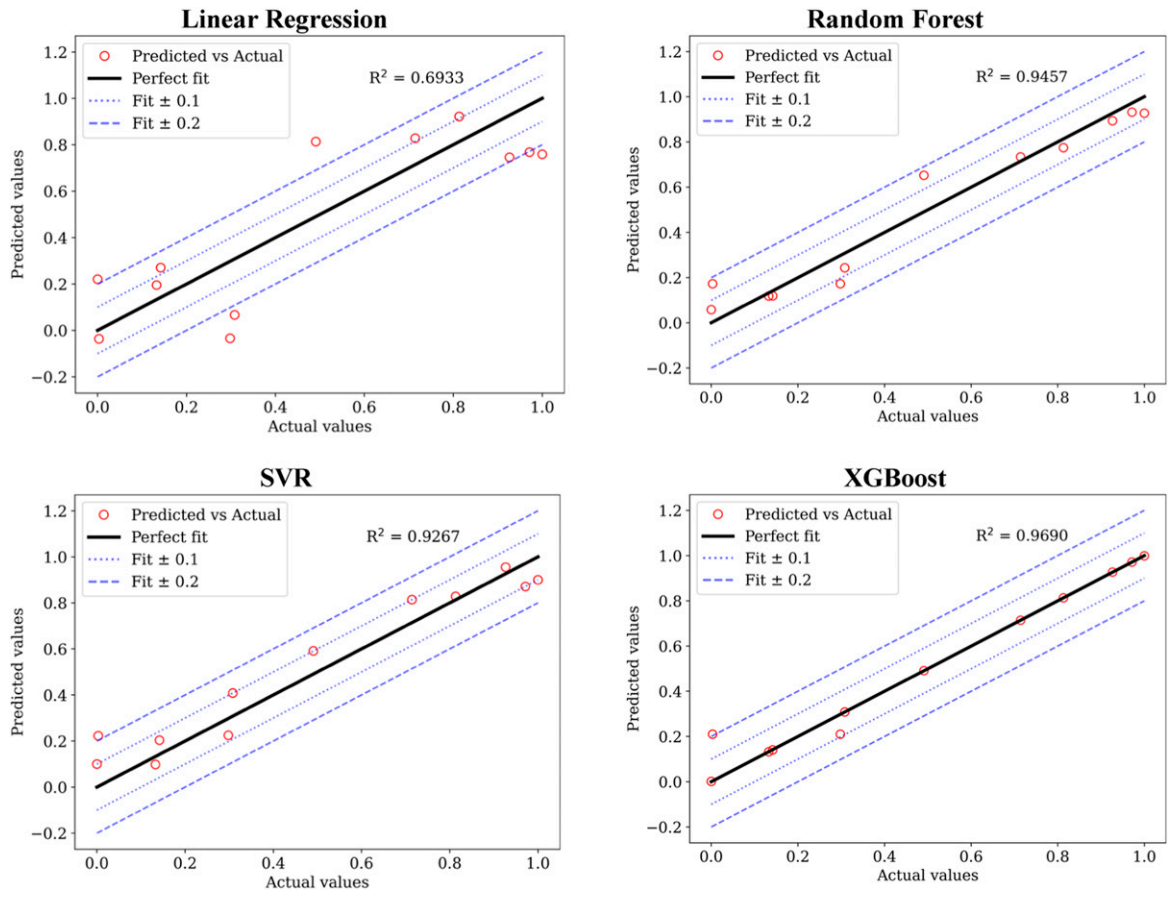 Linear Regression
Predicted vs Actual
Perfect fit
Fit ± 0.1
Fit ± 0.2
R² = 0.6933
1.2
1.0
0.8
0.6
0.4
0.2
0.0
−0.2
Predicted values
0.0 0.2 0.4 0.6 0.8 1.0
Actual values
Random Forest
Predicted vs Actual
Perfect fit
Fit ± 0.1
Fit ± 0.2
R² = 0.9457
1.2
1.0
0.8
0.6
0.4
0.2
0.0
−0.2
Predicted values
0.0 0.2 0.4 0.6 0.8 1.0
Actual values
SVR
Predicted vs Actual
Perfect fit
Fit ± 0.1
Fit ± 0.2
R² = 0.9267
1.2
1.0
0.8
0.6
0.4
0.2
0.0
−0.2
Predicted values
0.0 0.2 0.4 0.6 0.8 1.0
Actual values
XGBoost
Predicted vs Actual
Perfect fit
Fit ± 0.1
Fit ± 0.2
R² = 0.9690
1.2
1.0
0.8
0.6
0.4
0.2
0.0
−0.2
Predicted values
0.0 0.2 0.4 0.6 0.8 1.0
Actual values